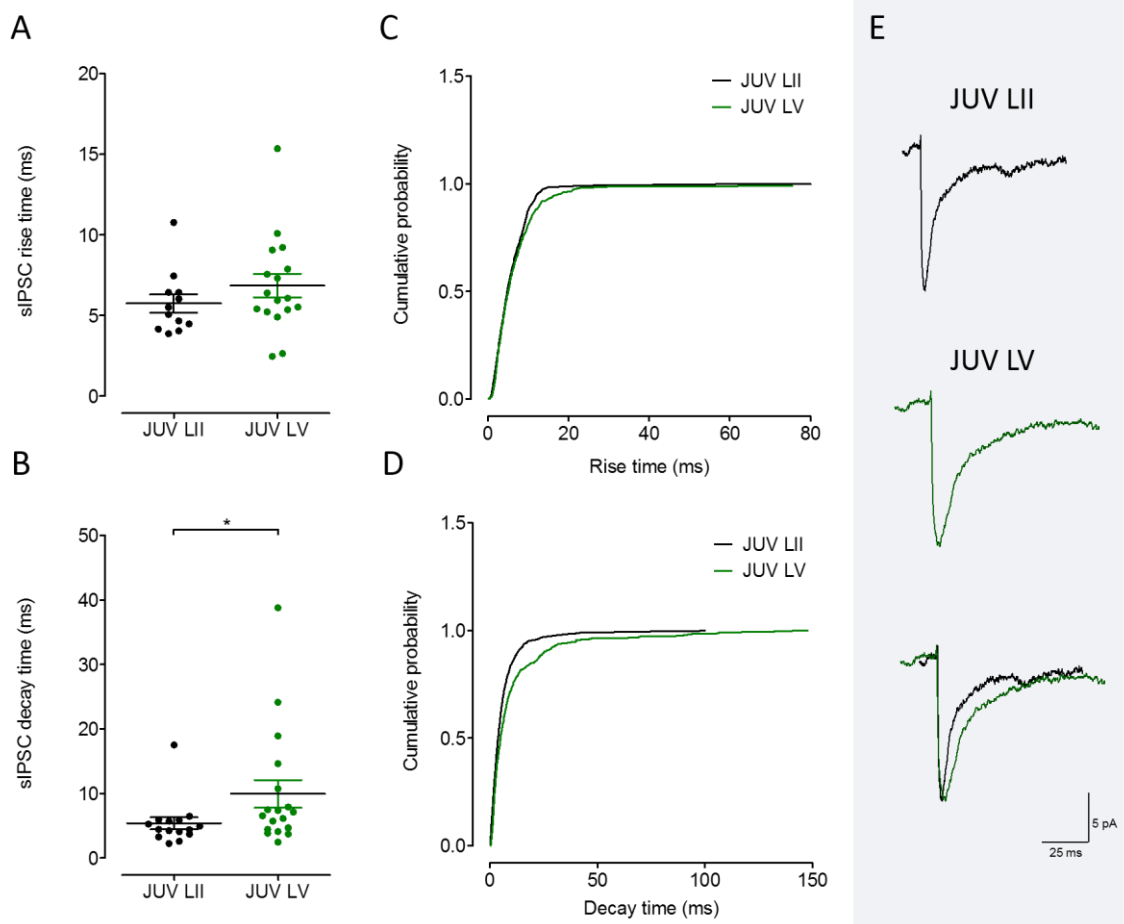 A
sIPSC rise time (ms)
20
15
10
5
0
JUV LII JUV LV
B
sIPSC decay time (ms)
50
40
30
20
10
0
*
JUV LII JUV LV
C
Cumulative probability
1.5
1.0
0.5
0.0
JUV LII
JUV LV
0 20 40 60 80
Rise time (ms)
D
Cumulative probability
1.5
1.0
0.5
0.0
JUV LII
JUV LV
0 50 100 150
Decay time (ms)
E
JUV LII
JUV LV
5 pA
25 ms